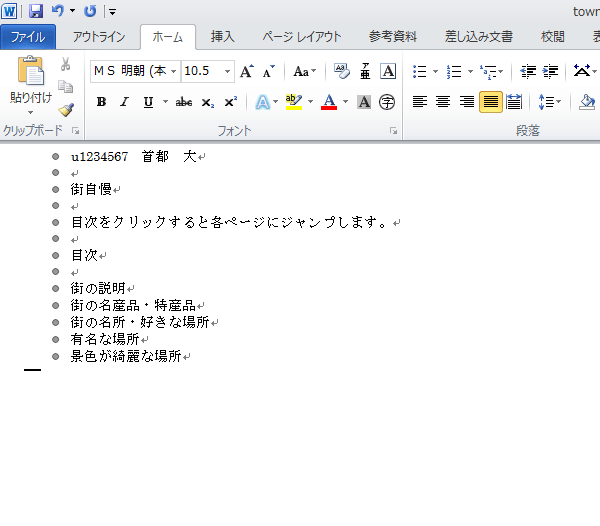 town
ファイル アウトライン ホーム 挿入 ページ レイアウト 参考資料 差し込み文書 校閲
貼り付け
ＭＳ 明朝 (本 10.5 A A Aa ア亜 A
B I U abc x₂ x² A ab A A 字
クリップボード フォント 段落
u1234567 首都 大
街自慢
目次をクリックすると各ページにジャンプします。
目次
街の説明
街の名産品・特産品
街の名所・好きな場所
有名な場所
景色が綺麗な場所